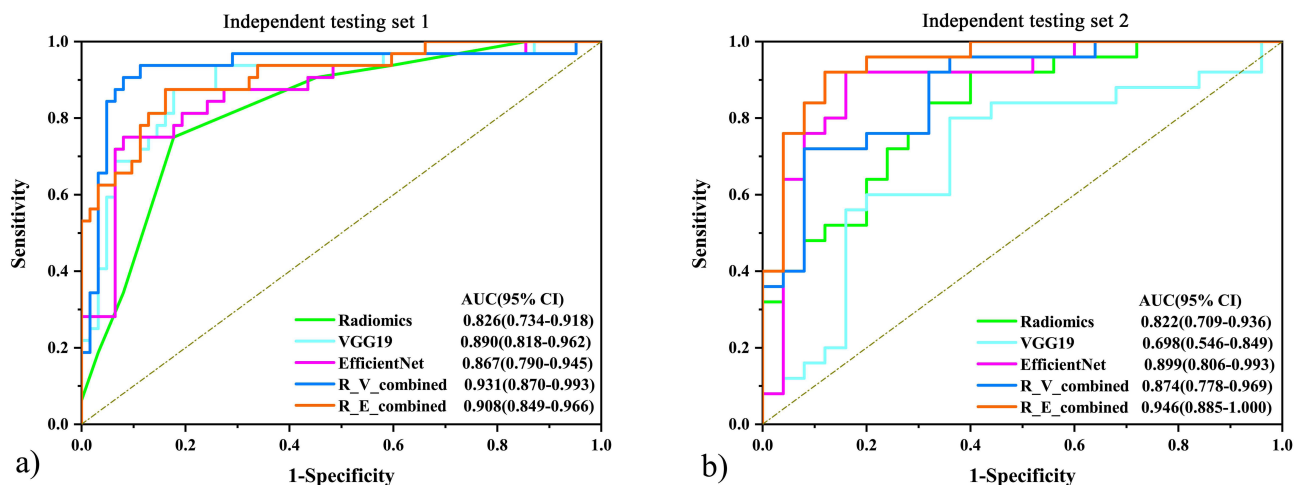 Independent testing set 1
1.0
0.8
0.6
0.4
0.2
0.0
Sensitivity
AUC(95% CI)
Radiomics 0.826(0.734-0.918)
VGG19 0.890(0.818-0.962)
EfficientNet 0.867(0.790-0.945)
R_V_combined 0.931(0.870-0.993)
R_E_combined 0.908(0.849-0.966)
0.0 0.2 0.4 0.6 0.8 1.0
1-Specificity
a)
Independent testing set 2
1.0
0.8
0.6
0.4
0.2
0.0
Sensitivity
AUC(95% CI)
Radiomics 0.822(0.709-0.936)
VGG19 0.698(0.546-0.849)
EfficientNet 0.899(0.806-0.993)
R_V_combined 0.874(0.778-0.969)
R_E_combined 0.946(0.885-1.000)
0.0 0.2 0.4 0.6 0.8 1.0
1-Specificity
b)